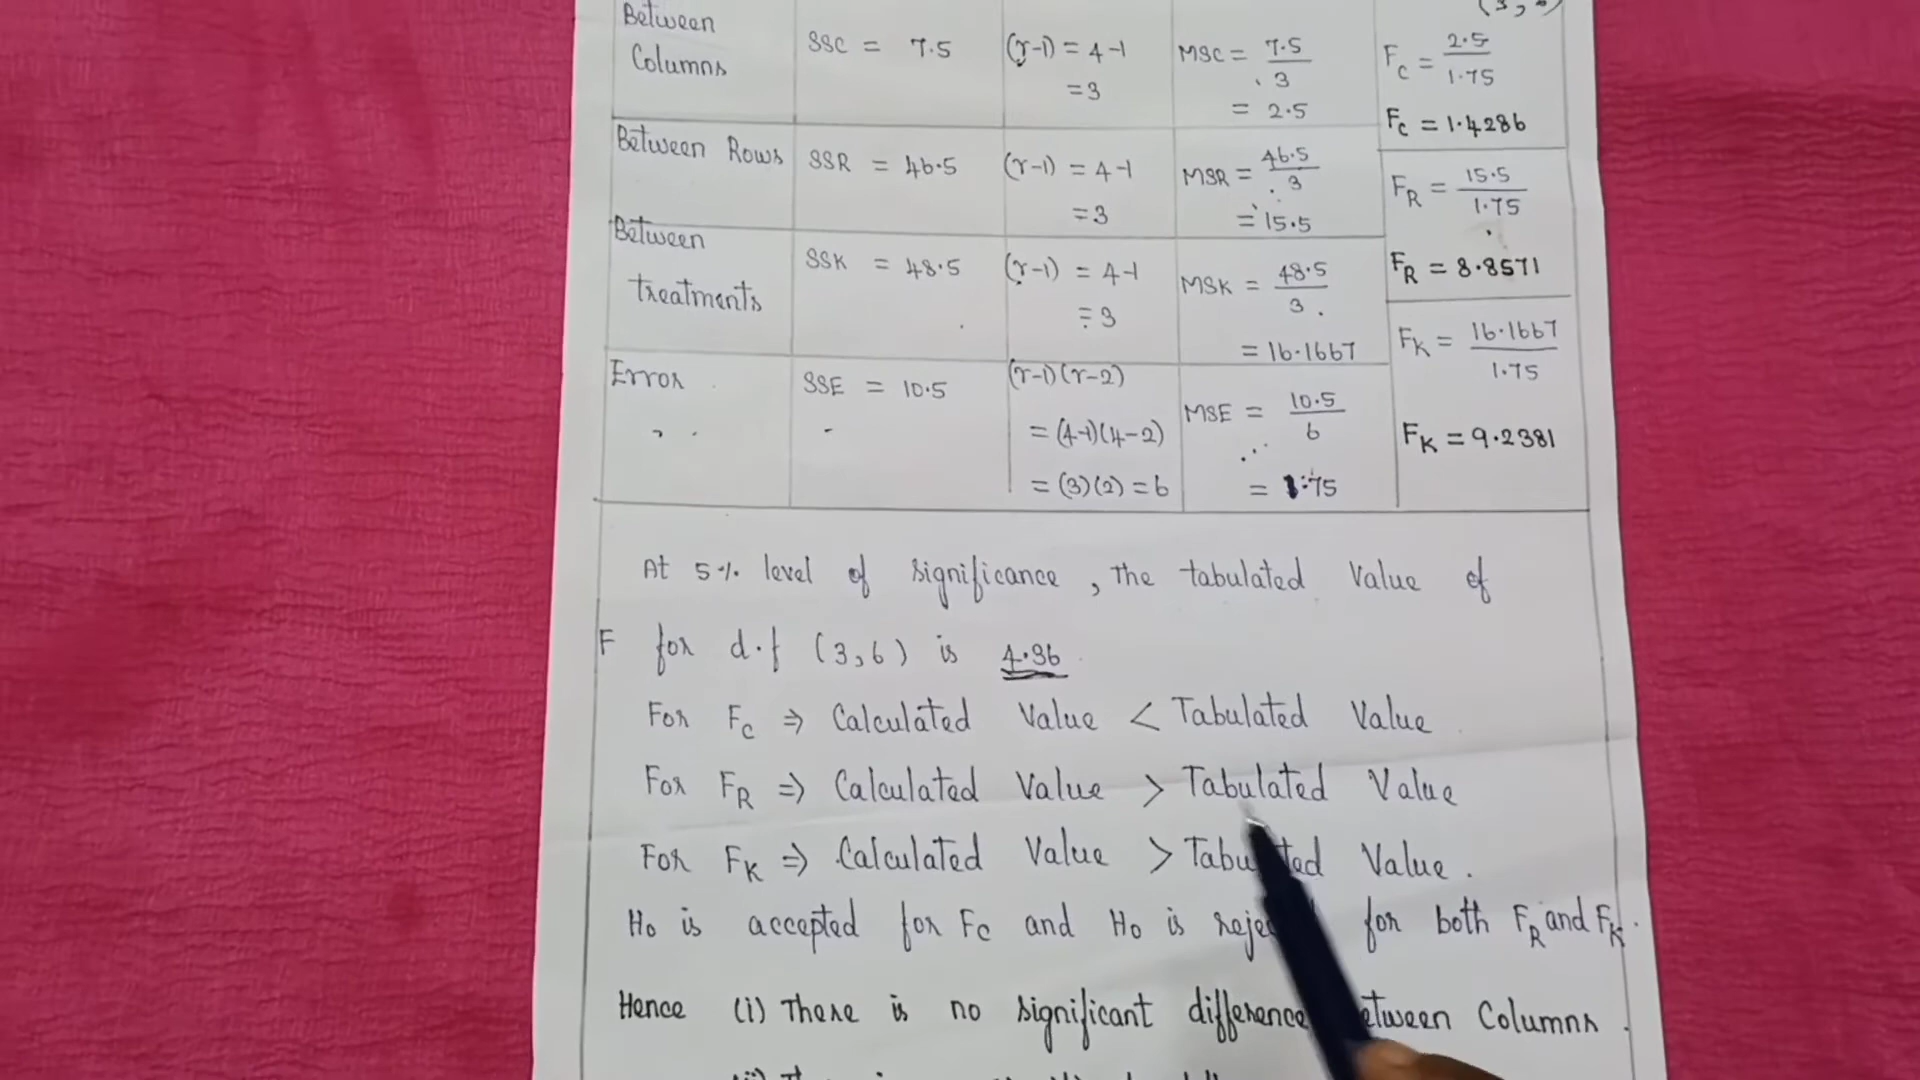 (3, 6)
Between
Columns
SSC = 7.5
(r-1) = 4-1
=3
MSC = 7.5
3
= 2.5
FC = 2.5
1.75
FC = 1.4286
Between Rows
SSR = 46.5
(r-1) = 4-1
=3
MSR = 46.5
3
= 15.5
FR = 15.5
1.75
FR = 8.8571
Between
treatments
SSK = 48.5
(r-1) = 4-1
= 3
MSK = 48.5
3
= 16.1667
FK = 16.1667
1.75
FK = 9.2381
Error
SSE = 10.5
(r-1)(r-2)
= (4-1)(4-2)
= (3)(2) = 6
MSE = 10.5
6
= 1.75
At 5% level of significance, the tabulated value of
F for d.f (3,6) is 4.36
For FC ⇒ Calculated Value < Tabulated Value
For FR ⇒ Calculated Value > Tabulated Value
For FK ⇒ Calculated Value > Tabulated Value.
Ho is accepted for FC and Ho is for both FR and FK.
Hence (i) There is no significant difference between Columns.